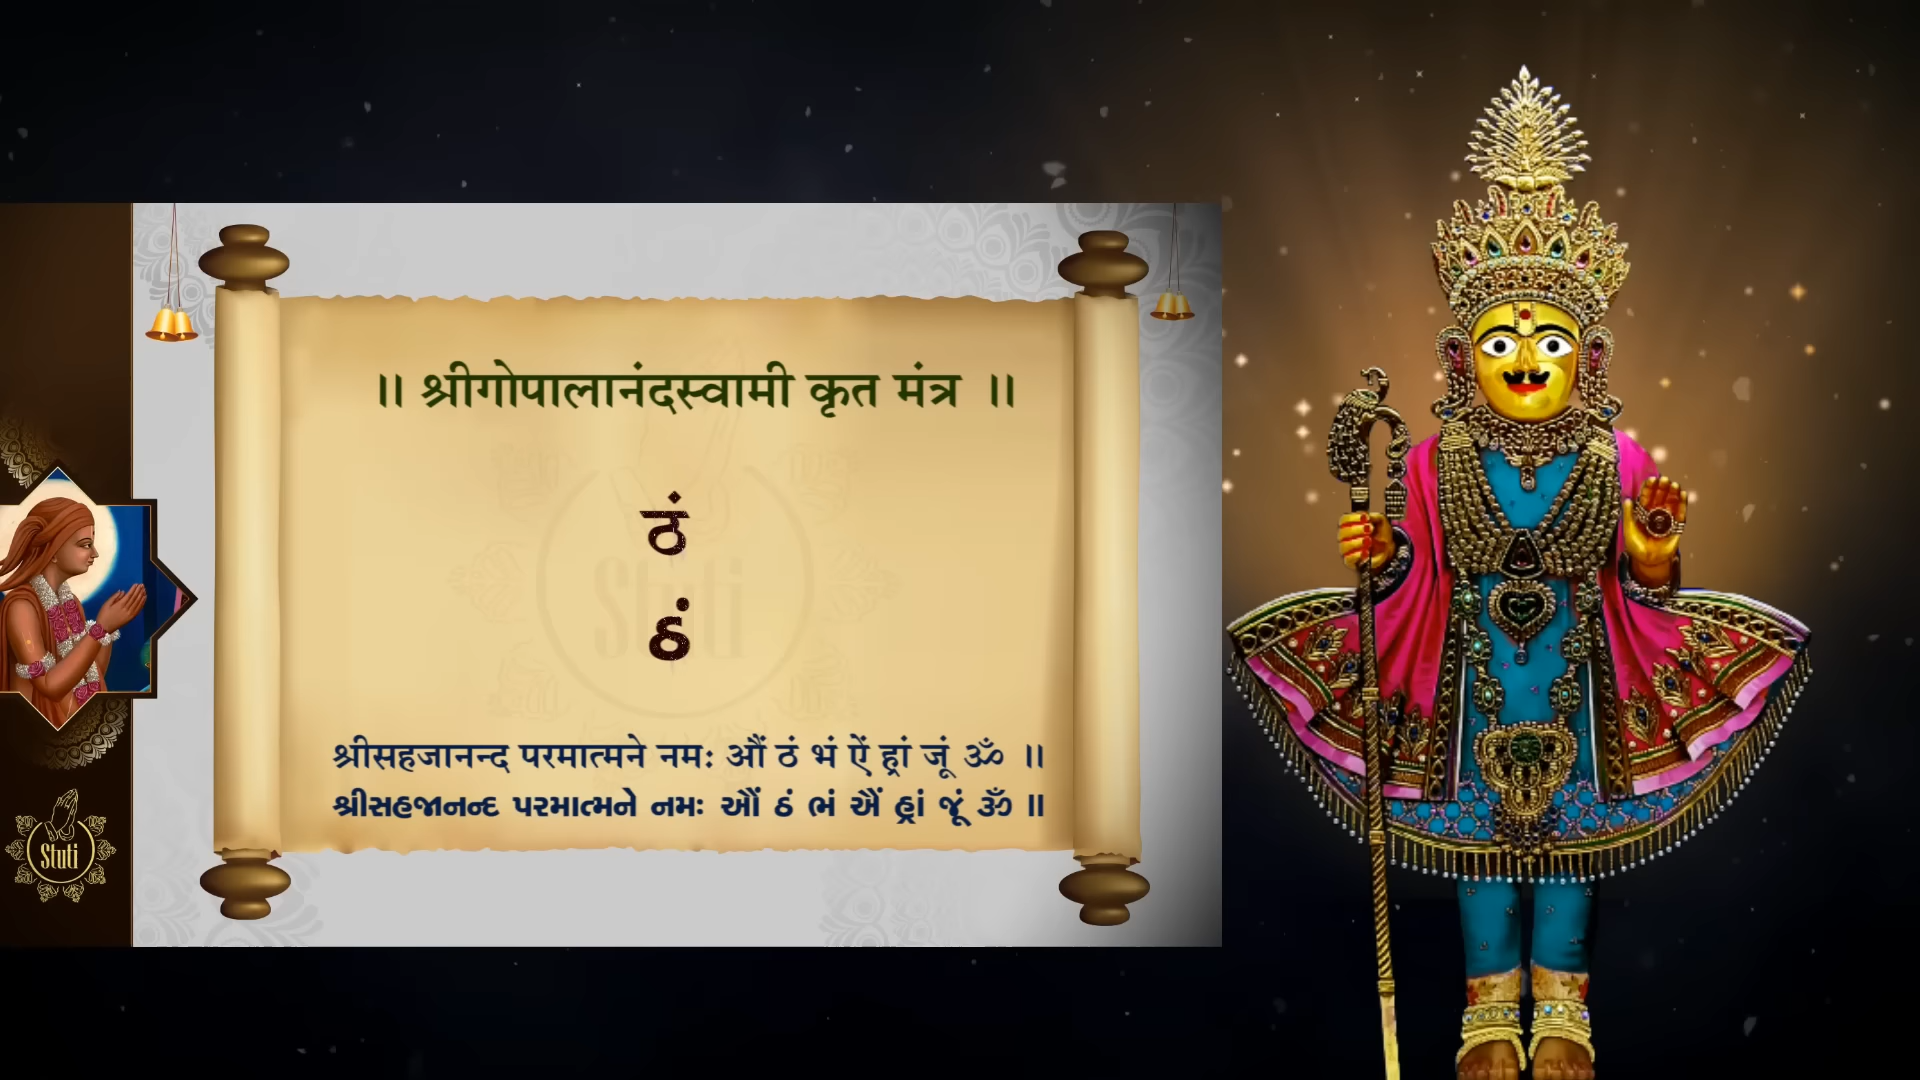 ॥ श्रीगोपालानंदस्वामी कृत मंत्र ॥
ठं
ઠં
श्रीसहजानन्द परमात्मने नमः औं ठं भं ऐं ह्रां जूं ॐ ॥
શ્રીસહજાનન્દ પરમાત્મને નમઃ ઔં ઠં ભં ઐં હ્રાં જૂં ૐ ॥
Stuti